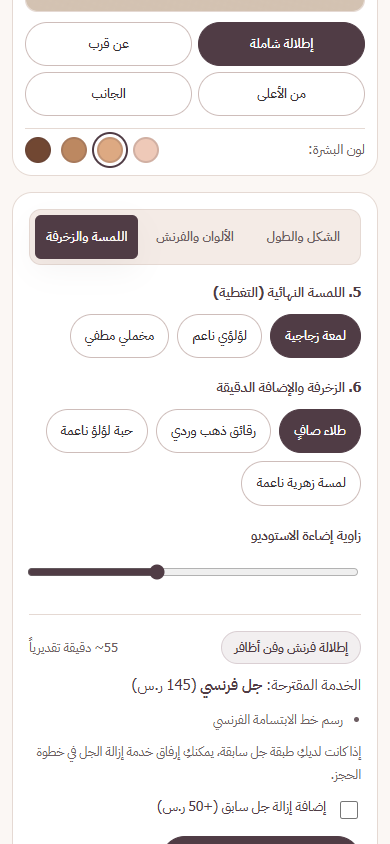 إطلالة شاملة
عن قرب
من الأعلى
الجانب
لون البشرة:
الشكل والطول
الألوان والفرنش
اللمسة والزخرفة
5. اللمسة النهائية (التغطية)
لمعة زجاجية
لؤلؤي ناعم
مخملي مطفي
6. الزخرفة والإضافة الدقيقة
طلاء صافٍ
رقائق ذهب وردي
حبة لؤلؤ ناعمة
لمسة زهرية ناعمة
زاوية إضاءة الاستوديو
إطلالة فرنش وفن أظافر
~55 دقيقة تقديرياً
الخدمة المقترحة: جل فرنسي (145 ر.س)
• رسم خط الابتسامة الفرنسي
إذا كانت لديكِ طبقة جل سابقة، يمكنكِ إرفاق خدمة إزالة الجل في خطوة
الحجز.
إضافة إزالة جل سابق (+50 ر.س)